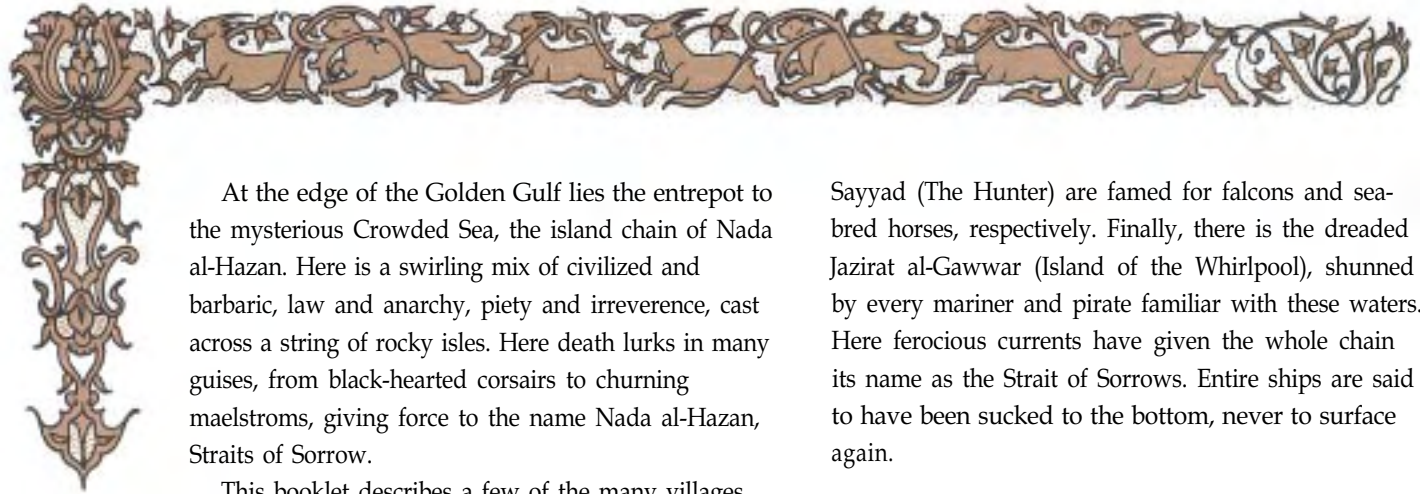 At the edge of the Golden Gulf lies the entrepot to
the mysterious Crowded Sea, the island chain of Nada
al-Hazan. Here is a swirling mix of civilized and
barbaric, law and anarchy, piety and irreverence, cast
across a string of rocky isles. Here death lurks in many
guises, from black-hearted corsairs to churning
maelstroms, giving force to the name Nada al-Hazan,
Straits of Sorrow.
This booklet describes a few of the many villages
Sayyad (The Hunter) are famed for falcons and sea-
bred horses, respectively. Finally, there is the dreaded
Jazirat al-Gawwar (Island of the Whirlpool), shunned
by every mariner and pirate familiar with these waters.
Here ferocious currents have given the whole chain
its name as the Strait of Sorrows. Entire ships are said
to have been sucked to the bottom, never to surface
again.